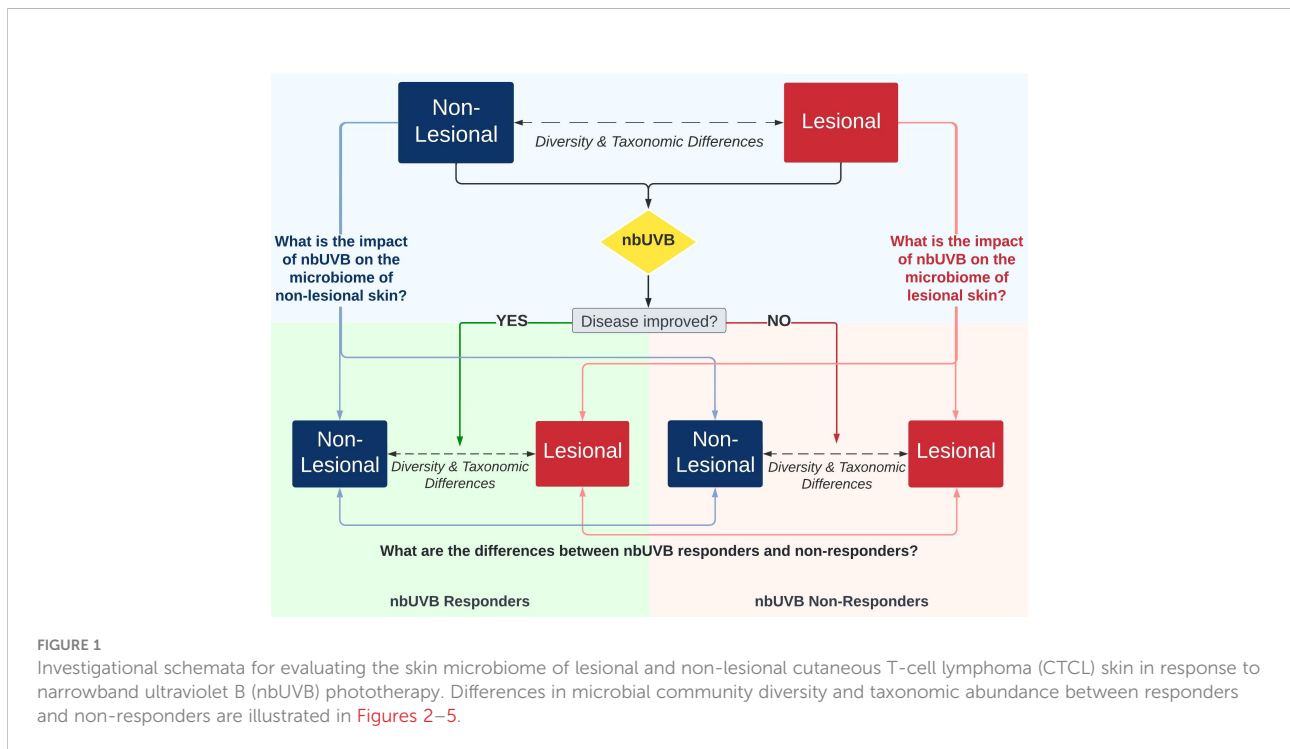 Non-
Lesional
Lesional
Diversity & Taxonomic Differences
nbUVB
What is the impact
of nbUVB on the
microbiome of
non-lesional skin?
What is the impact
of nbUVB on the
microbiome of
lesional skin?
YES
Disease improved?
NO
Non-
Lesional
Diversity & Taxonomic
Differences
Lesional
Non-
Lesional
Diversity & Taxonomic
Differences
Lesional
What are the differences between nbUVB responders and non-responders?
nbUVB Responders
nbUVB Non-Responders
FIGURE 1
Investigational schemata for evaluating the skin microbiome of lesional and non-lesional cutaneous T-cell lymphoma (CTCL) skin in response to
narrowband ultraviolet B (nbUVB) phototherapy. Differences in microbial community diversity and taxonomic abundance between responders
and non-responders are illustrated in Figures 2–5.